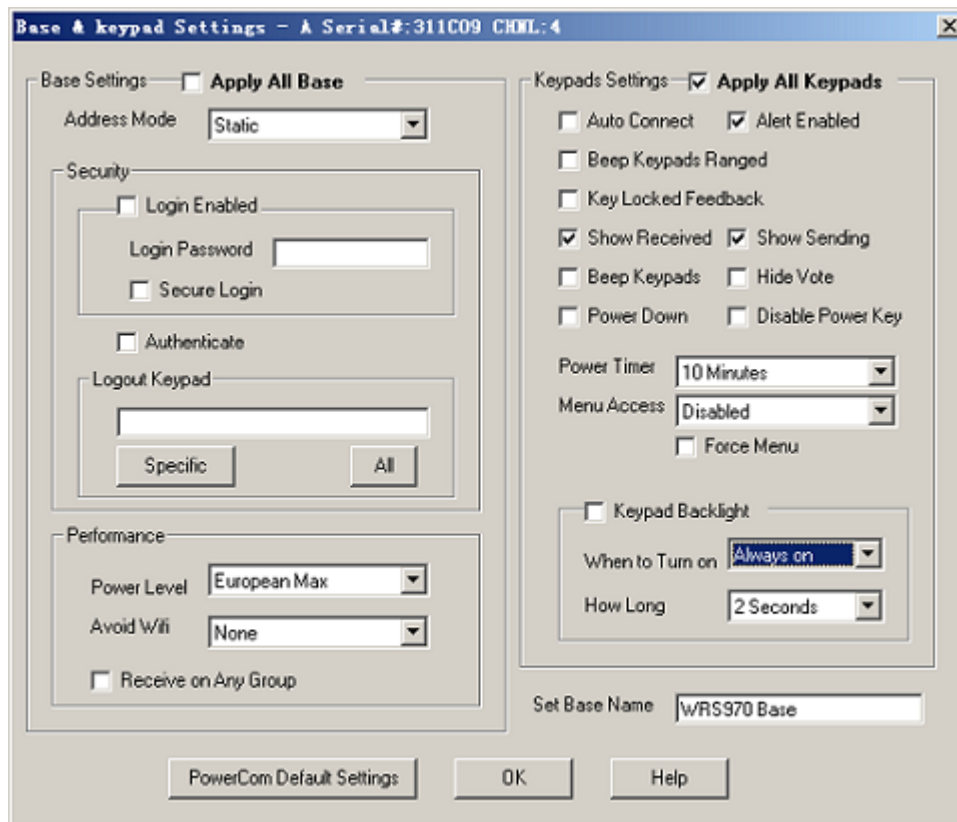 Base & keypad Settings - A Serial#:311C09 CHNL:4
Base Settings Apply All Base
Address Mode Static
Security
Login Enabled
Login Password
Secure Login
Authenticate
Logout Keypad
Specific All
Performance
Power Level European Max
Avoid Wifi None
Receive on Any Group
Keypads Settings Apply All Keypads
Auto Connect Alert Enabled
Beep Keypads Ranged
Key Locked Feedback
Show Received Show Sending
Beep Keypads Hide Vote
Power Down Disable Power Key
Power Timer 10 Minutes
Menu Access Disabled
Force Menu
Keypad Backlight
When to Turn on Always on
How Long 2 Seconds
Set Base Name WRS970 Base
PowerCom Default Settings OK Help